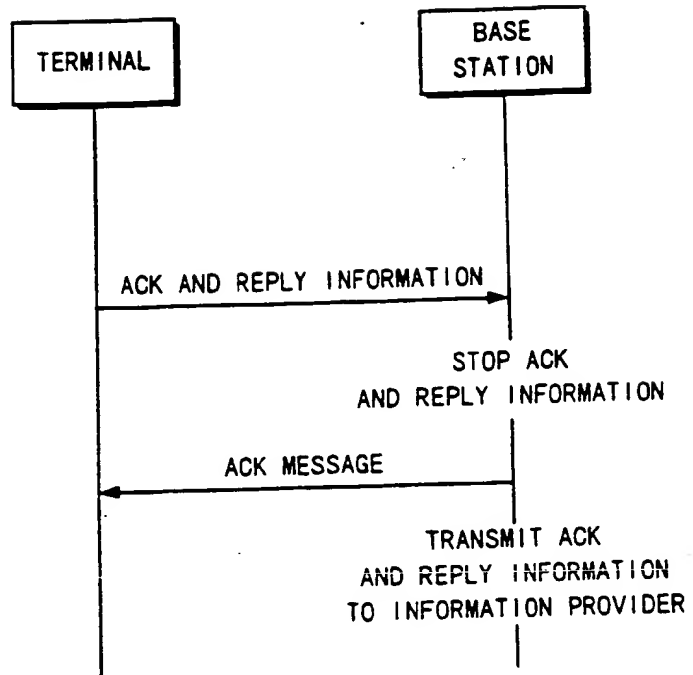 TERMINAL
BASE
STATION
ACK AND REPLY INFORMATION
STOP ACK
AND REPLY INFORMATION
ACK MESSAGE
TRANSMIT ACK
AND REPLY INFORMATION
TO INFORMATION PROVIDER